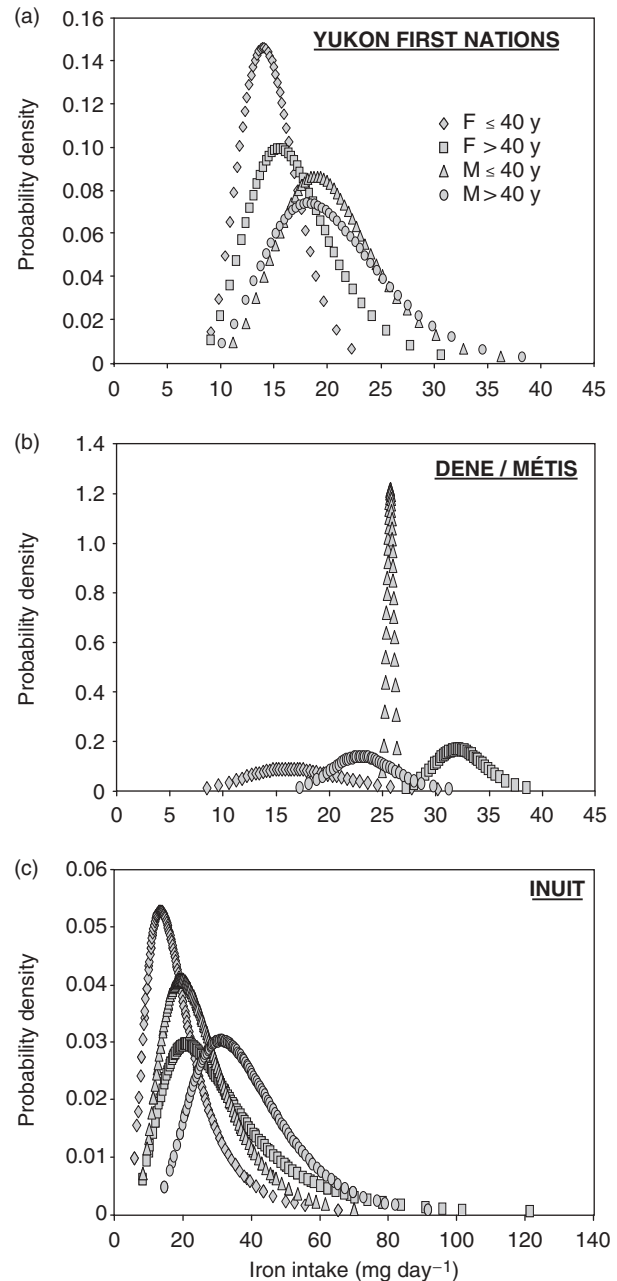 (a)
YUKON FIRST NATIONS
0.16
0.14
0.12
0.10
0.08
0.06
0.04
0.02
0
Probability density
F ≤ 40 y
F > 40 y
M ≤ 40 y
M > 40 y
0 5 10 15 20 25 30 35 40 45
(b)
DENE / MÉTIS
1.4
1.2
1.0
0.8
0.6
0.4
0.2
0
Probability density
0 5 10 15 20 25 30 35 40 45
(c)
INUIT
0.06
0.05
0.04
0.03
0.02
0.01
0
Probability density
0 20 40 60 80 100 120 140
Iron intake (mg day⁻¹)